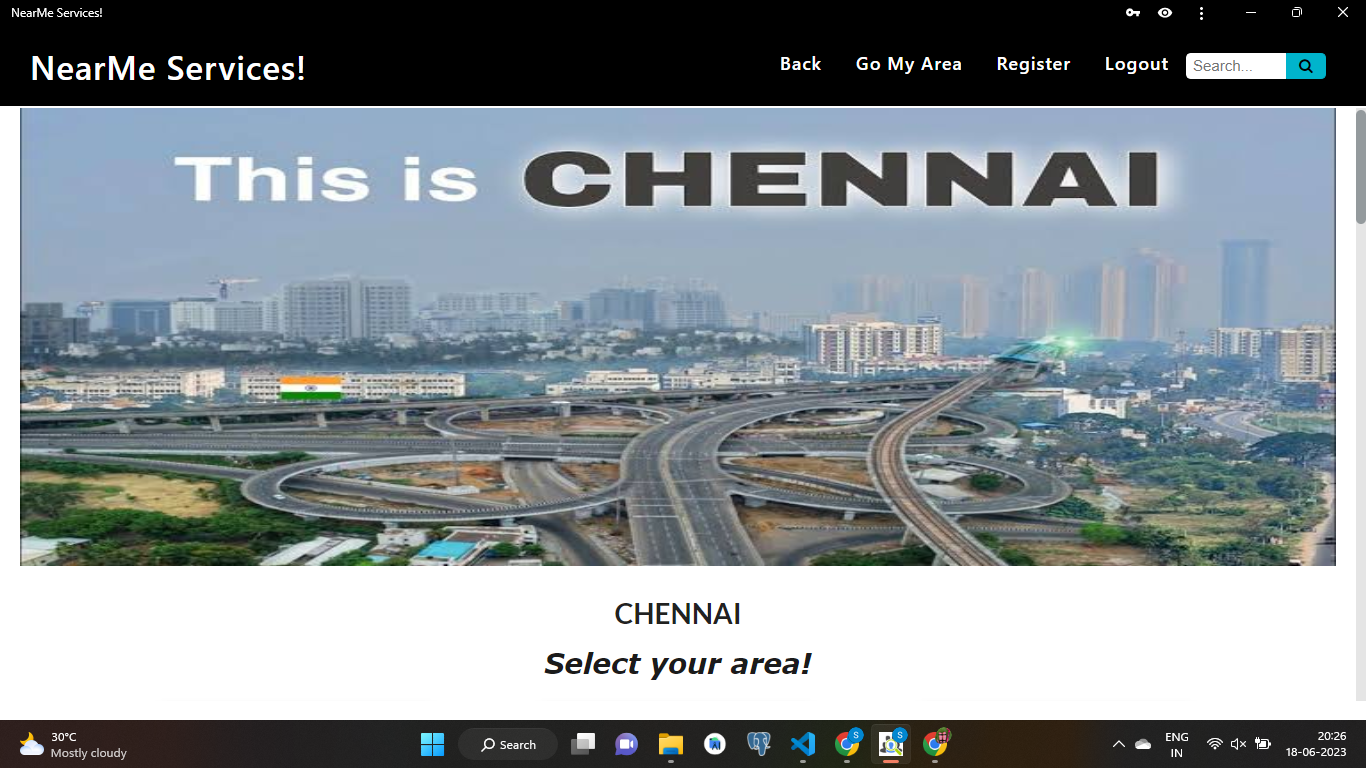 NearMe Services!
NearMe Services!
Back Go My Area Register Logout Search...
This is CHENNAI
CHENNAI
Select your area!
30°C
Mostly cloudy
Search
S
S
ENG
IN
20:26
18-06-2023